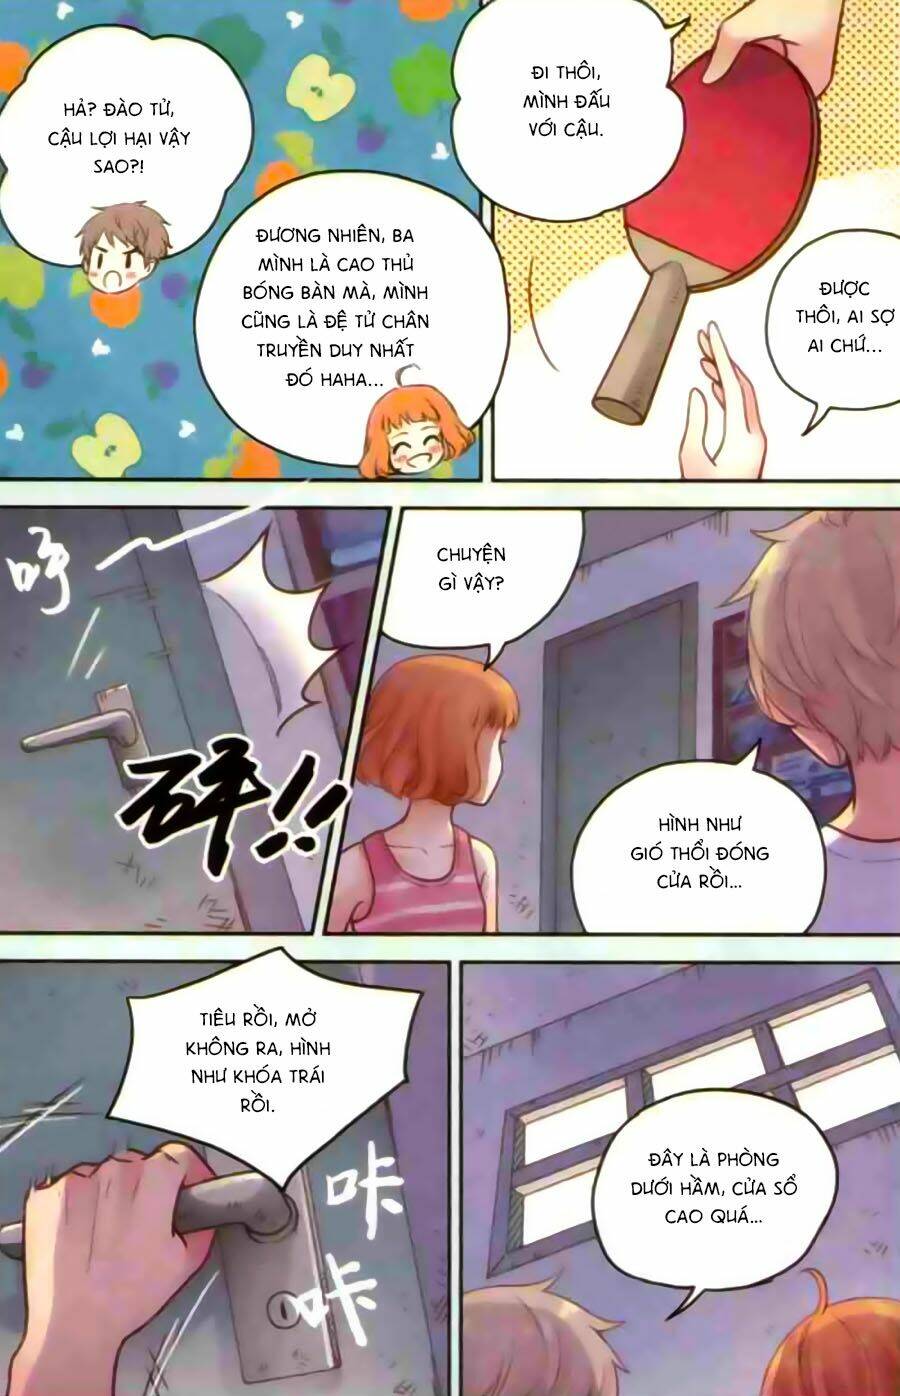 HẢ? ĐÀO TỬ,
CẬU LỢI HẠI VẬY
SAO?!
ĐƯƠNG NHIÊN, BA
MÌNH LÀ CAO THỦ
BÓNG BÀN MÀ, MÌNH
CŨNG LÀ ĐỆ TỬ CHÂN
TRUYỀN DUY NHẤT
ĐÓ HAHA...
ĐI THÔI,
MÌNH ĐẤU
VỚI CẬU.
ĐƯỢC
THÔI, AI SỢ
AI CHỨ...
呼
砰!!
CHUYỆN
GÌ VẬY?
HÌNH NHƯ
GIÓ THỔI ĐÓNG
CỬA RỒI...
TIÊU RỒI, MỞ
KHÔNG RA, HÌNH
NHƯ KHÓA TRÁI
RỒI.
咔
咔
ĐÂY LÀ PHÒNG
DƯỚI HẦM, CỬA SỔ
CAO QUÁ...